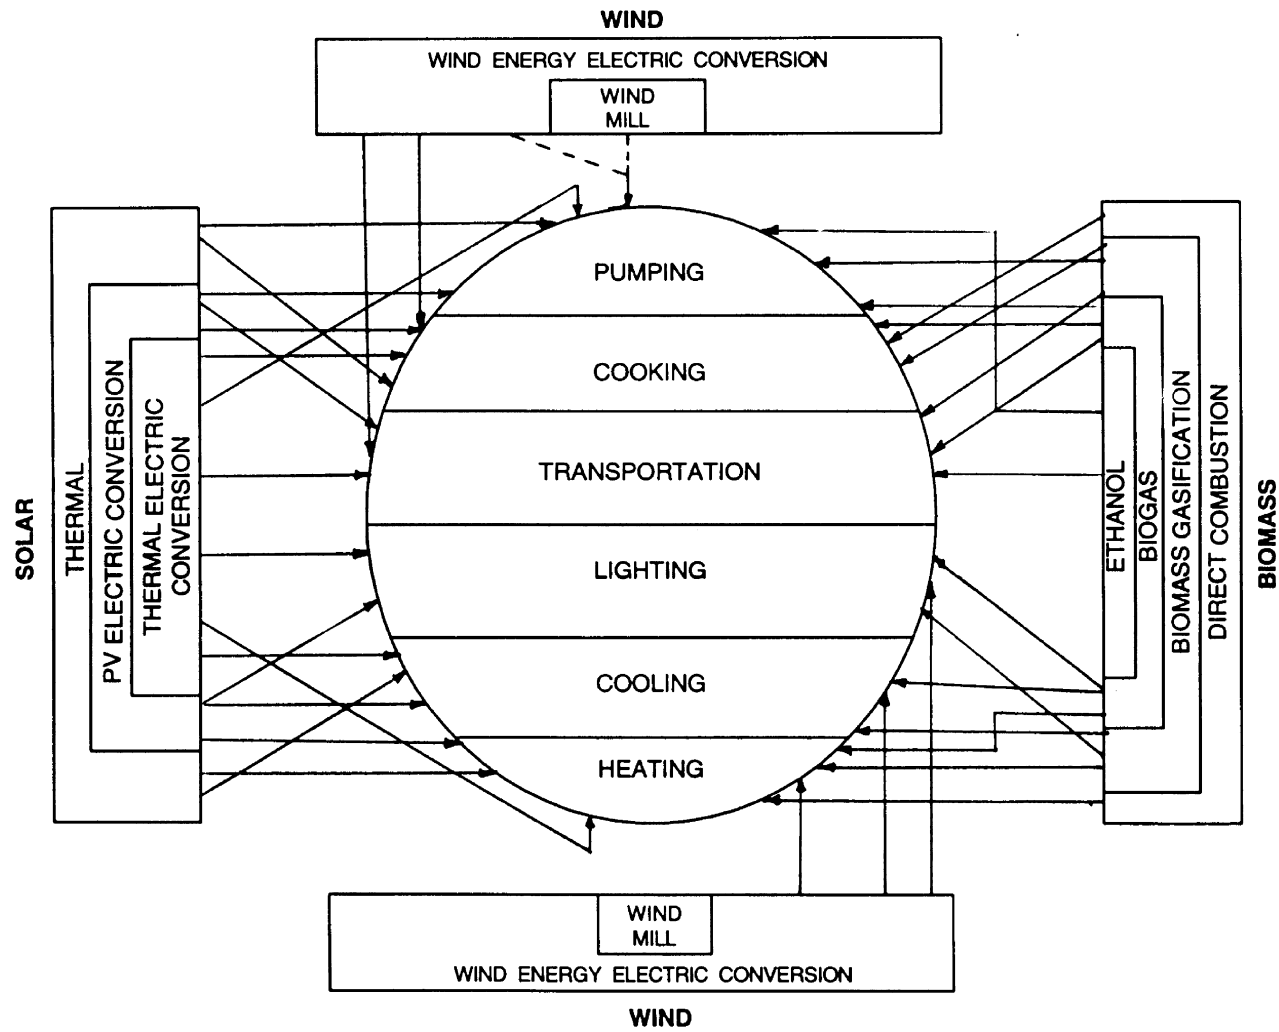 WIND
WIND ENERGY ELECTRIC CONVERSION
WIND
MILL
SOLAR
THERMAL
PV ELECTRIC CONVERSION
THERMAL ELECTRIC
CONVERSION
PUMPING
COOKING
TRANSPORTATION
LIGHTING
COOLING
HEATING
ETHANOL
BIOGAS
BIOMASS GASIFICATION
DIRECT COMBUSTION
BIOMASS
WIND
MILL
WIND ENERGY ELECTRIC CONVERSION
WIND